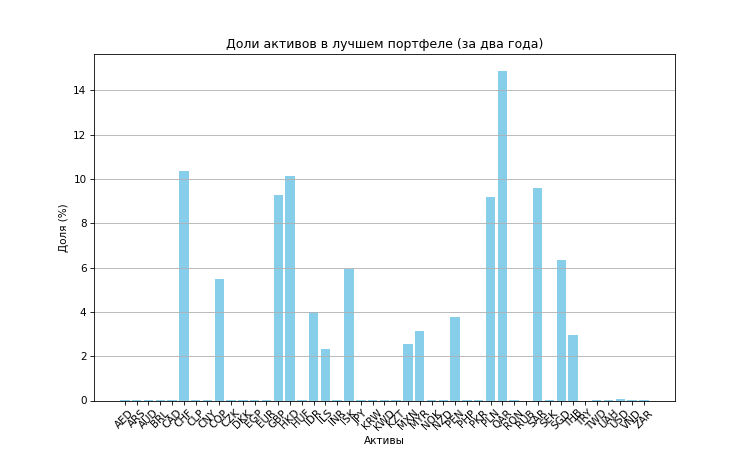 Доли активов в лучшем портфеле (за два года)
Доля (%)
14
12
10
8
6
4
2
0
AED
ARS
AUD
BRL
CAD
CHF
CLP
CNY
COP
CZK
DKK
EGP
EUR
GBP
HKD
HUF
IDR
ILS
INR
ISK
JPY
KRW
KWD
KZT
MXN
MYR
NOK
NZD
PEN
PHP
PKR
PLN
QAR
RON
RUB
SAR
SEK
SGD
THB
TRY
TWD
UAH
USD
VND
ZAR
Активы